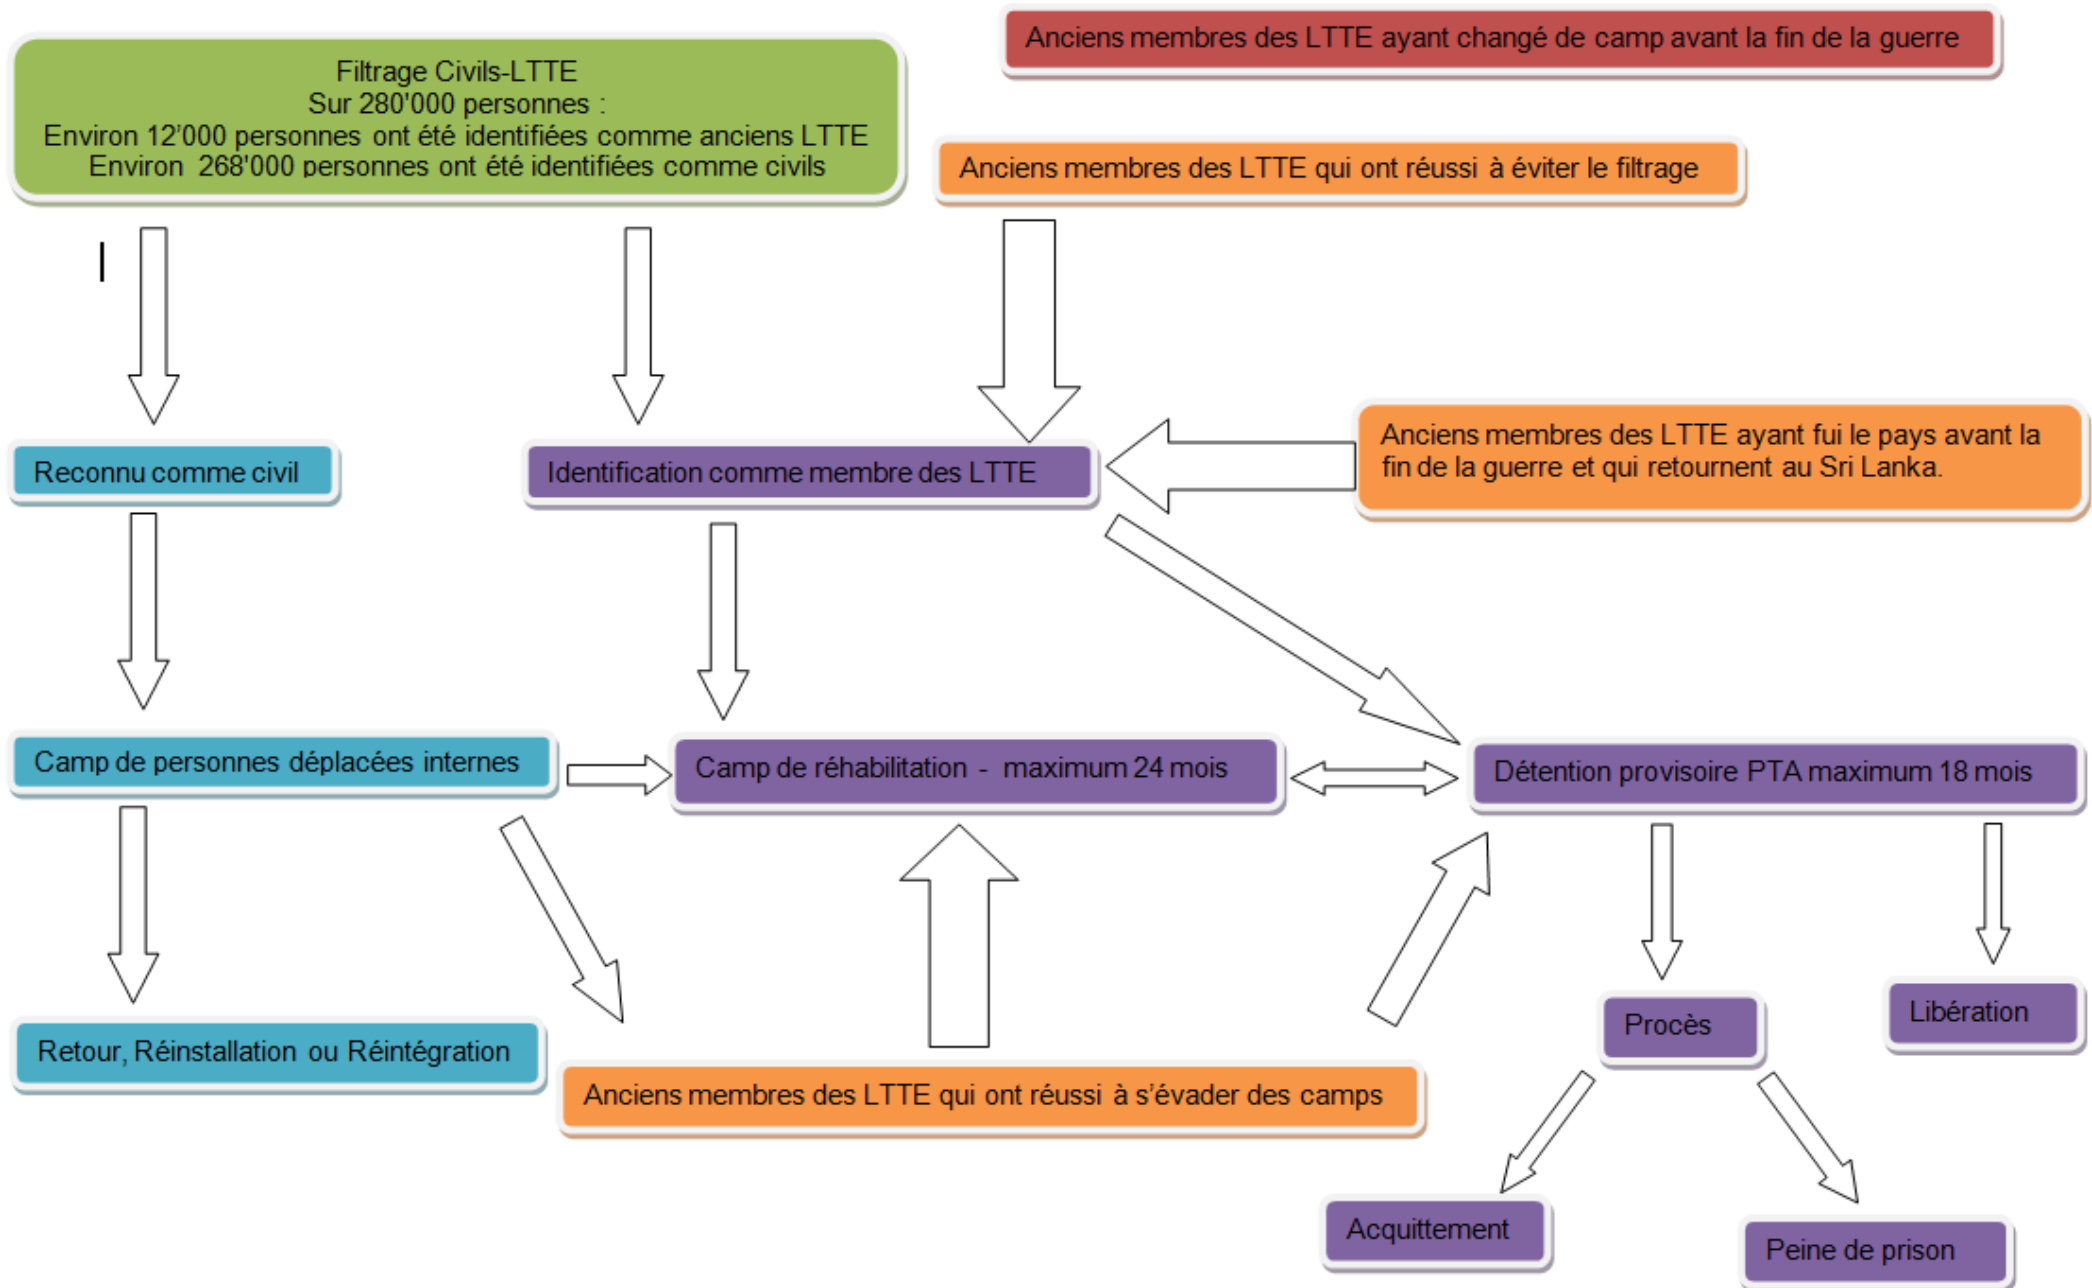 Anciens membres des LTTE ayant changé de camp avant la fin de la guerre
Filtrage Civils-LTTE
Sur 280'000 personnes :
Environ 12’000 personnes ont été identifiées comme anciens LTTE
Environ 268'000 personnes ont été identifiées comme civils
Anciens membres des LTTE qui ont réussi à éviter le filtrage
Reconnu comme civil
Identification comme membre des LTTE
Anciens membres des LTTE ayant fui le pays avant la
fin de la guerre et qui retournent au Sri Lanka.
Camp de personnes déplacées internes
Camp de réhabilitation - maximum 24 mois
Détention provisoire PTA maximum 18 mois
Retour, Réinstallation ou Réintégration
Anciens membres des LTTE qui ont réussi à s’évader des camps
Procès
Libération
Acquittement
Peine de prison